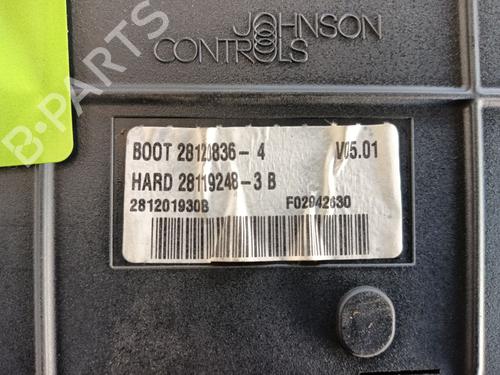 JOHNSON
CONTROLS
B-PARTS
BOOT 28120836-4 V05.01
HARD 28119248-3 B
281201930B F02942630